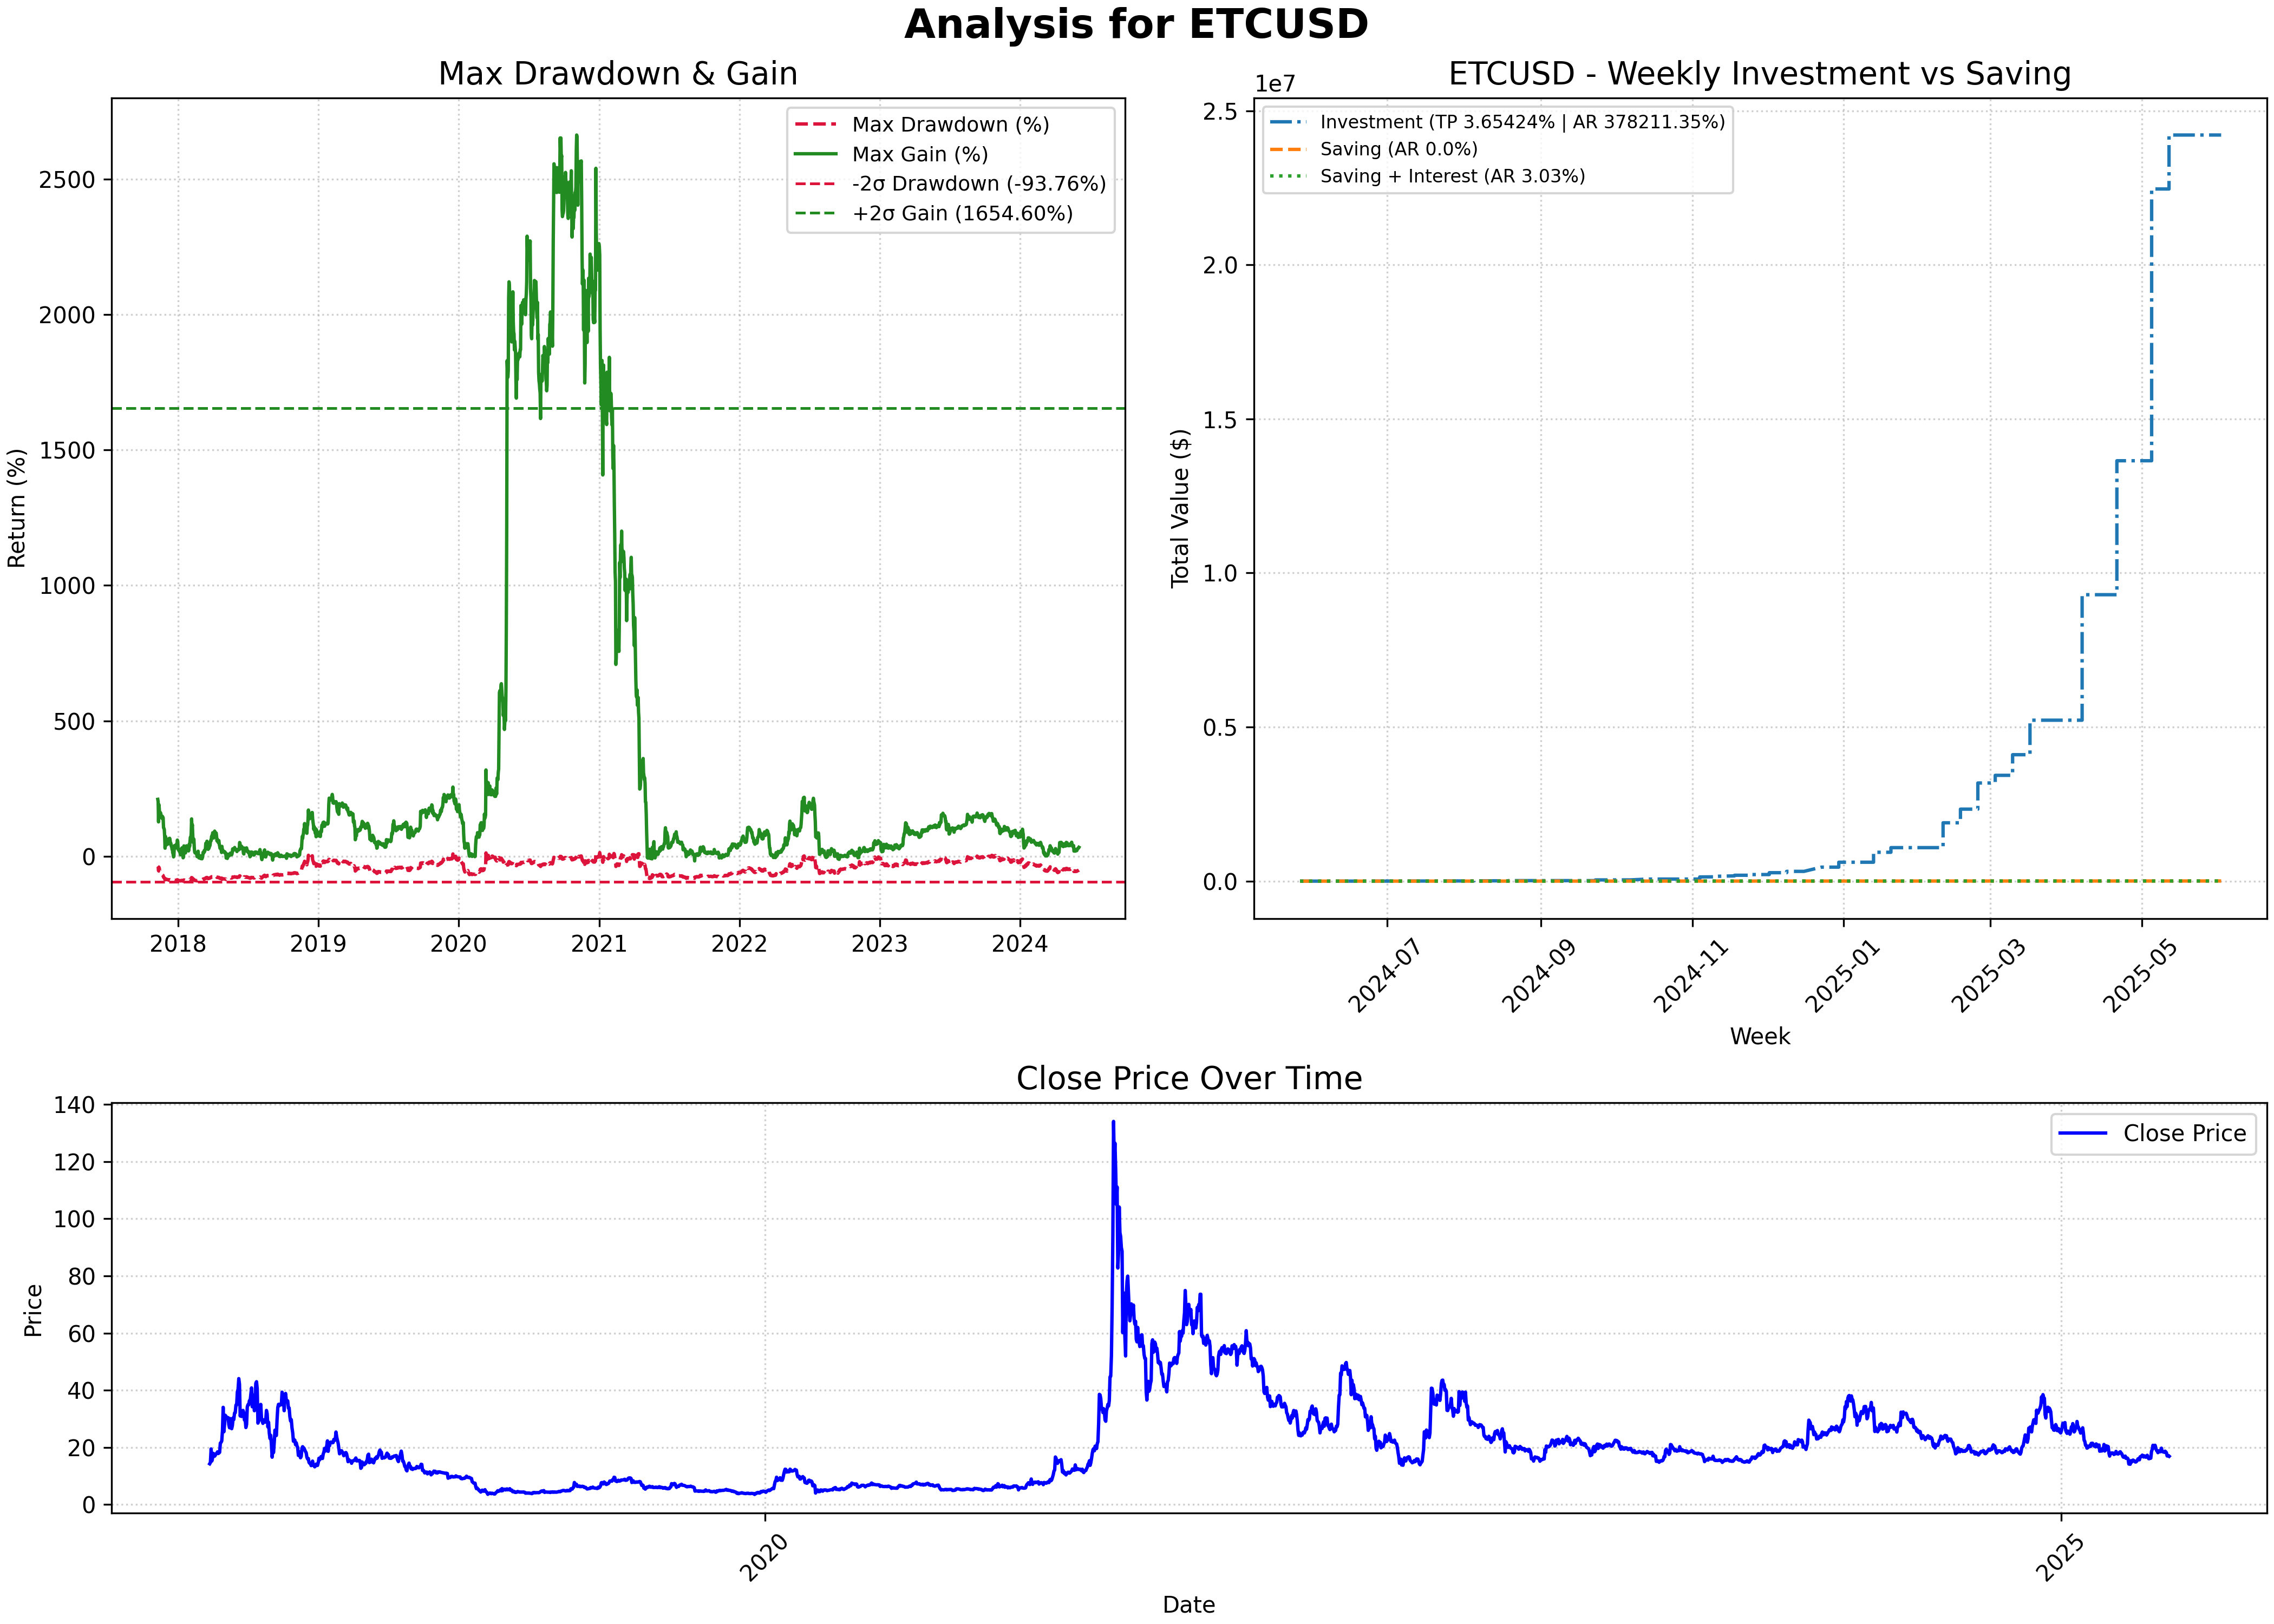 Analysis for ETCUSD
Max Drawdown & Gain
Return (%)
2500
2000
1500
1000
500
0
2018 2019 2020 2021 2022 2023 2024
Max Drawdown (%)
Max Gain (%)
-2σ Drawdown (-93.76%)
+2σ Gain (1654.60%)
ETCUSD - Weekly Investment vs Saving
1e7
Total Value ($)
2.5
2.0
1.5
1.0
0.5
0.0
2024-07 2024-09 2024-11 2025-01 2025-03 2025-05
Week
Investment (TP 3.65424% | AR 378211.35%)
Saving (AR 0.0%)
Saving + Interest (AR 3.03%)
Close Price Over Time
Price
140
120
100
80
60
40
20
0
2020 2025
Date
Close Price